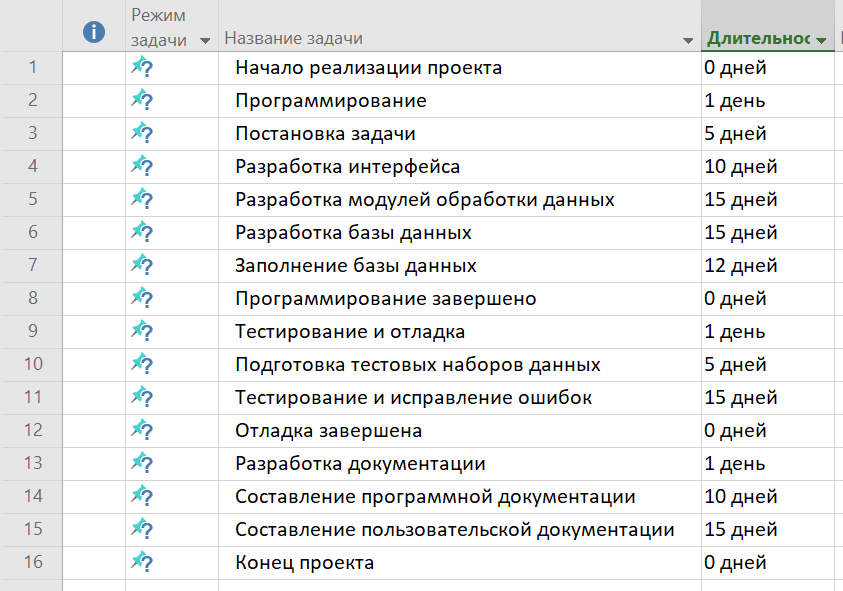 Режим задачи Название задачи Длительнос
1 Начало реализации проекта 0 дней
2 Программирование 1 день
3 Постановка задачи 5 дней
4 Разработка интерфейса 10 дней
5 Разработка модулей обработки данных 15 дней
6 Разработка базы данных 15 дней
7 Заполнение базы данных 12 дней
8 Программирование завершено 0 дней
9 Тестирование и отладка 1 день
10 Подготовка тестовых наборов данных 5 дней
11 Тестирование и исправление ошибок 15 дней
12 Отладка завершена 0 дней
13 Разработка документации 1 день
14 Составление программной документации 10 дней
15 Составление пользовательской документации 15 дней
16 Конец проекта 0 дней